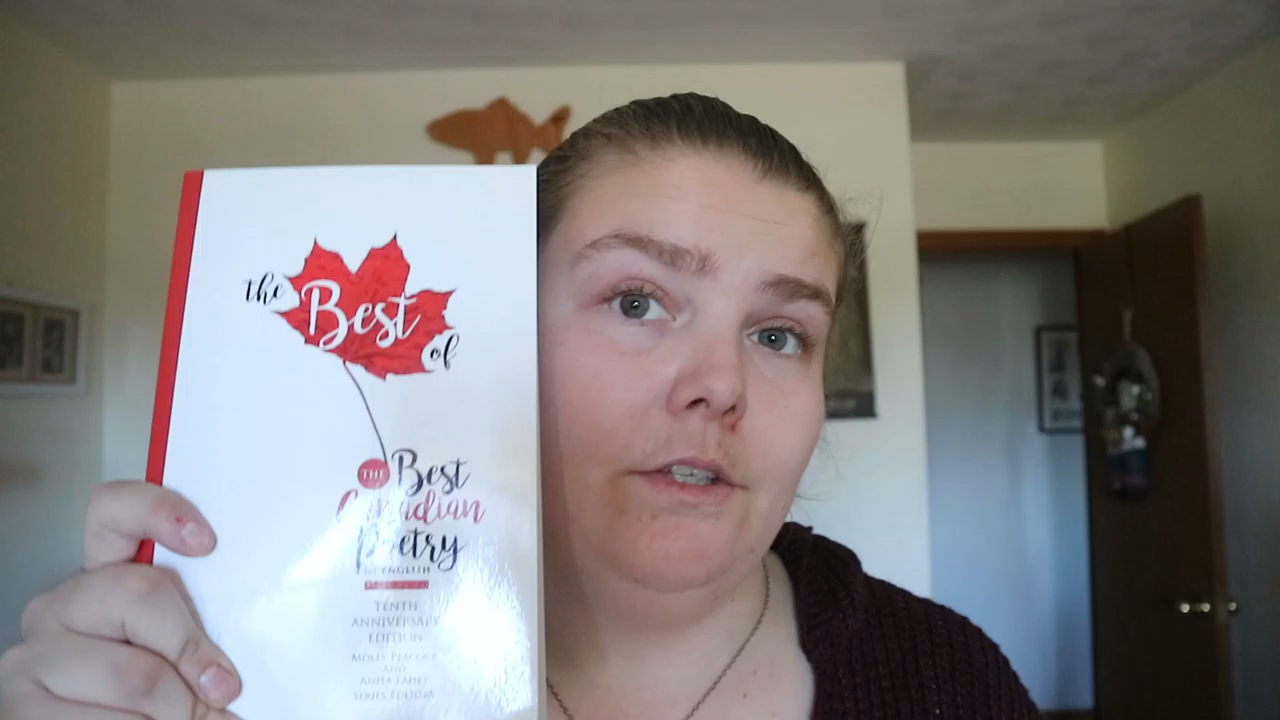 the
Best
of
THE
Best
Canadian
Poetry
IN ENGLISH
TENTH
ANNIVERSARY
EDITION
MOLLY PEACOCK
AND
ANITA LAHEY
SERIES EDITORS